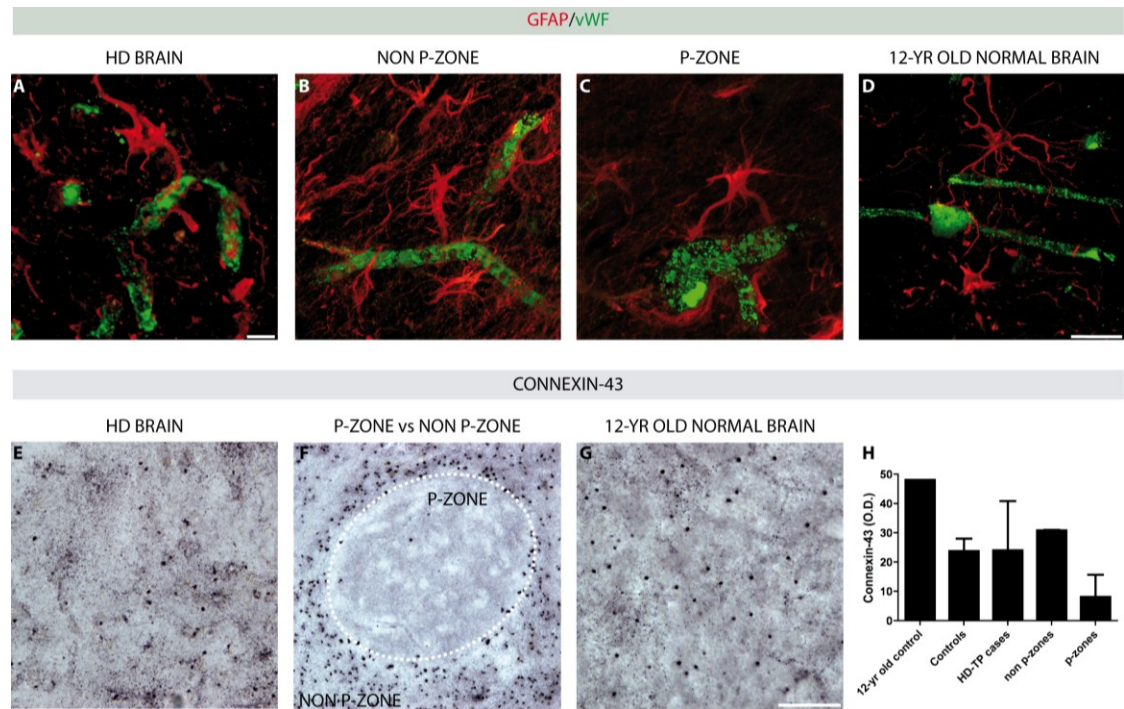 GFAP/vWF
HD BRAIN
NON P-ZONE
P-ZONE
12-YR OLD NORMAL BRAIN
A
B
C
D
CONNEXIN-43
HD BRAIN
P-ZONE vs NON P-ZONE
12-YR OLD NORMAL BRAIN
E
F
P-ZONE
NON P-ZONE
G
H
Connexin-43 (O.D.)
50
40
30
20
10
0
12-yr old control
Controls
HD-TP cases
non p-zones
p-zones